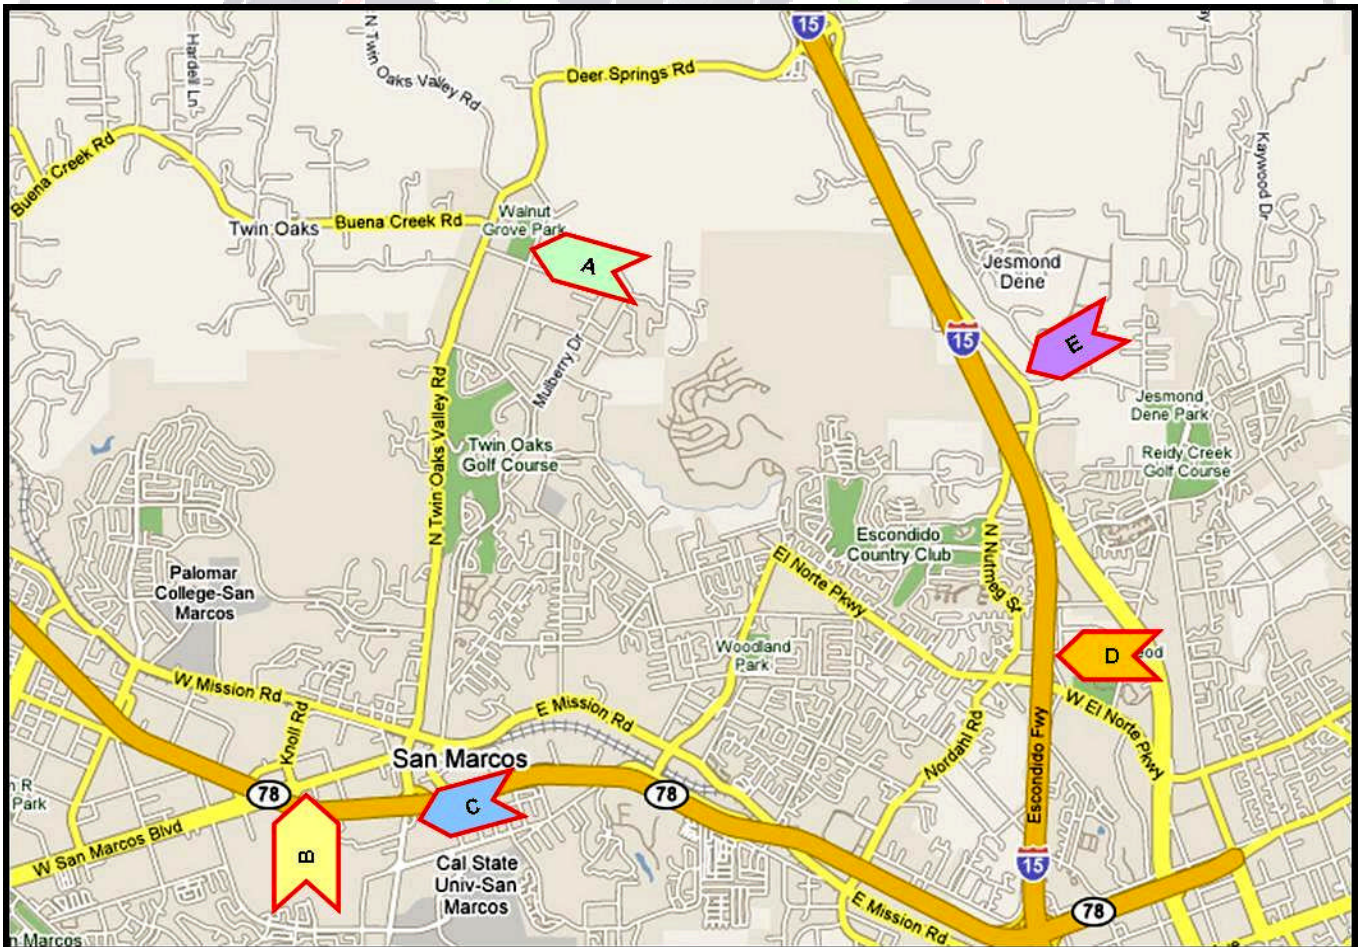 15
N Twin Oaks Valley Rd
Hardell Ln
Deer Springs Rd
Kaywood Dr
Buena Creek Rd
Twin Oaks
Buena Creek Rd
Walnut
Grove Park
A
Jesmond
Dene
15
E
Mulberry Dr
N Twin Oaks Valley Rd
Jesmond
Dene Park
Twin Oaks
Golf Course
Reidy Creek
Golf Course
Escondido
Country Club
N Nutmeg St
El Norte Pkwy
Palomar
College-San
Marcos
Woodland
Park
D
W Mission Rd
E Mission Rd
W El Norte Pkwy
Knoll Rd
Nordahl Rd
Escondido Fwy
San Marcos
78
78
Park
C
W San Marcos Blvd
B
Cal State
Univ-San
Marcos
15
E Mission Rd
78
Marcos